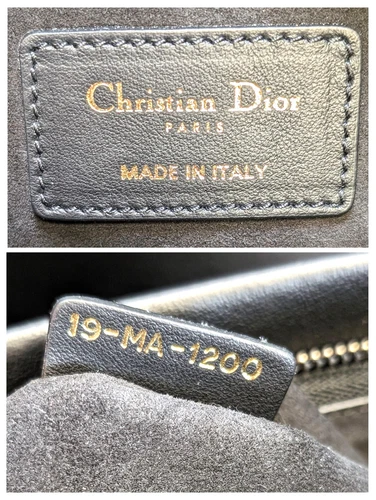 Christian Dior
PARIS
MADE IN ITALY
19-MA-1200